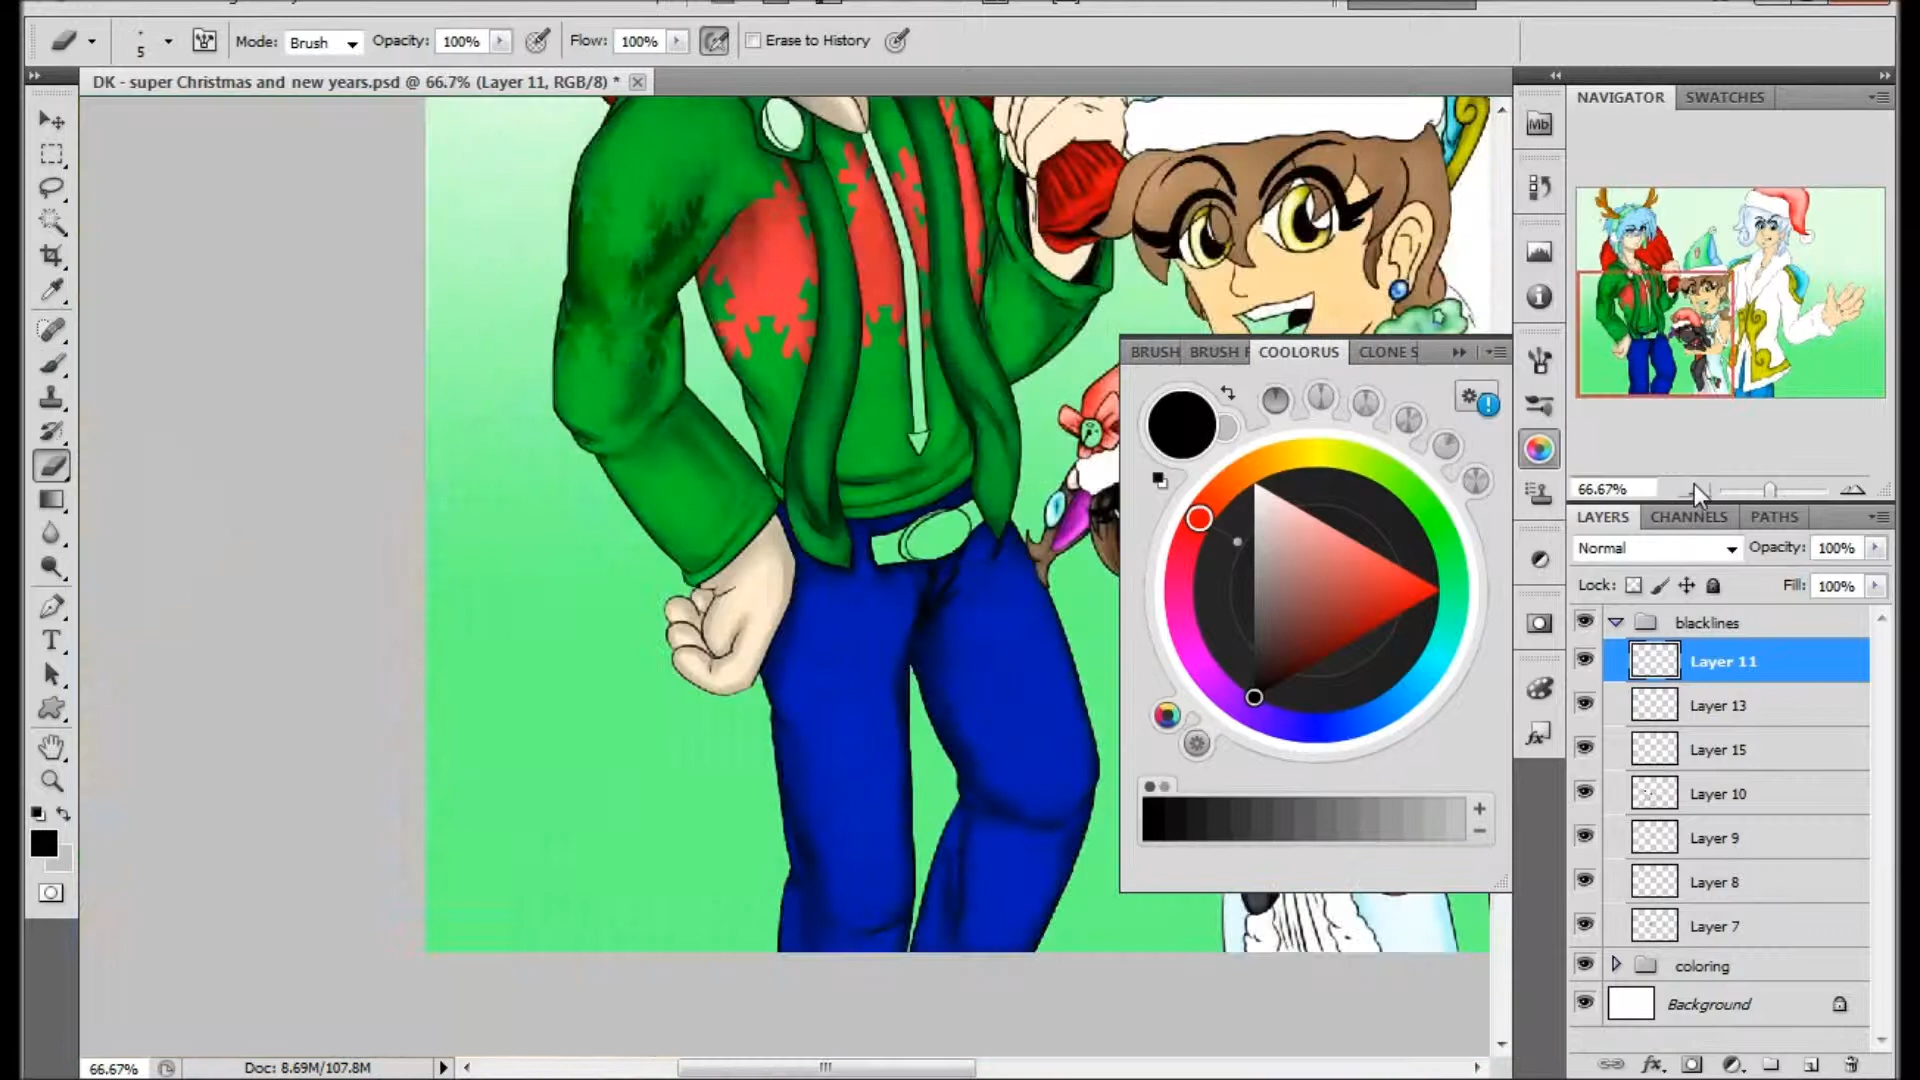 5 Mode: Brush Opacity: 100% Flow: 100% Erase to History
DK - super Christmas and new years.psd @ 66.7% (Layer 11, RGB/8) *
NAVIGATOR SWATCHES
Mb
BRUSH BRUSH COOLORUS CLONE S
66.67%
LAYERS CHANNELS PATHS
Normal Opacity: 100%
Lock: Fill: 100%
blacklines
Layer 11
Layer 13
Layer 15
Layer 10
Layer 9
Layer 8
Layer 7
coloring
Background
66.67% Doc: 8.69M/107.8M
fx